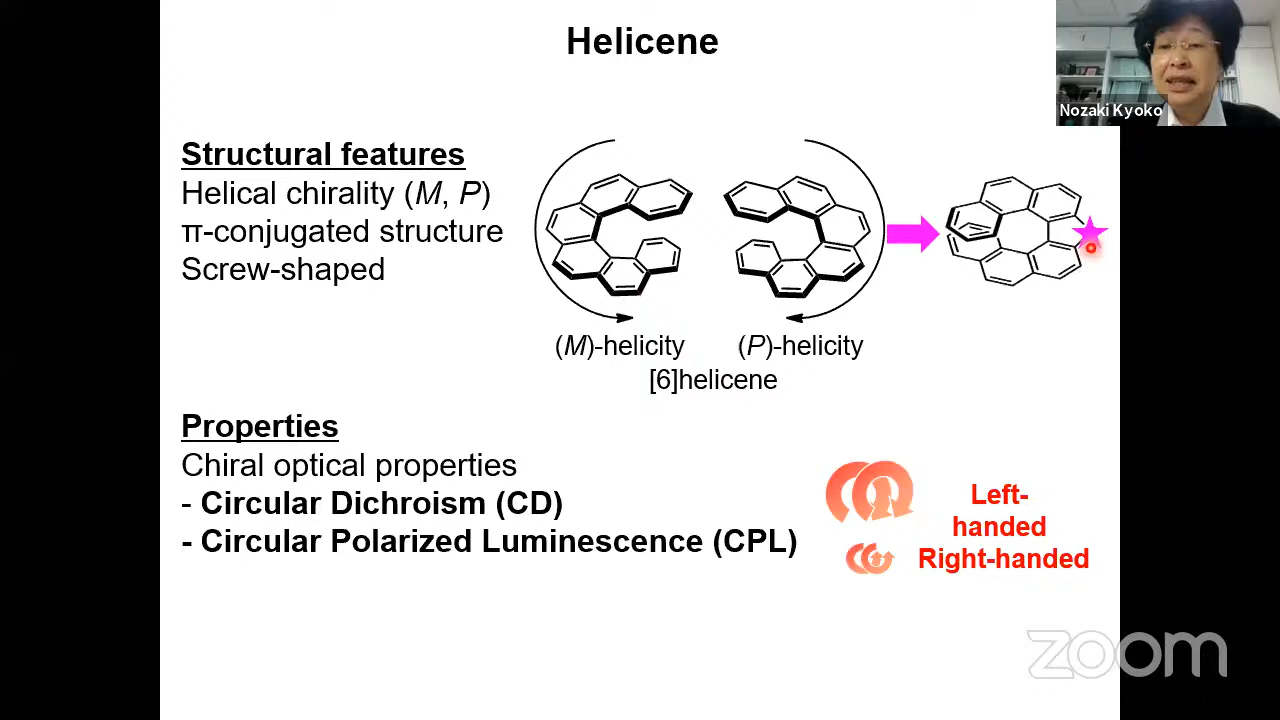 Helicene
Nozaki Kyoko
Structural features
Helical chirality (M, P)
π-conjugated structure
Screw-shaped
(M)-helicity
(P)-helicity
[6]helicene
Properties
Chiral optical properties
- Circular Dichroism (CD)
- Circular Polarized Luminescence (CPL)
Left-
handed
Right-handed
zoom